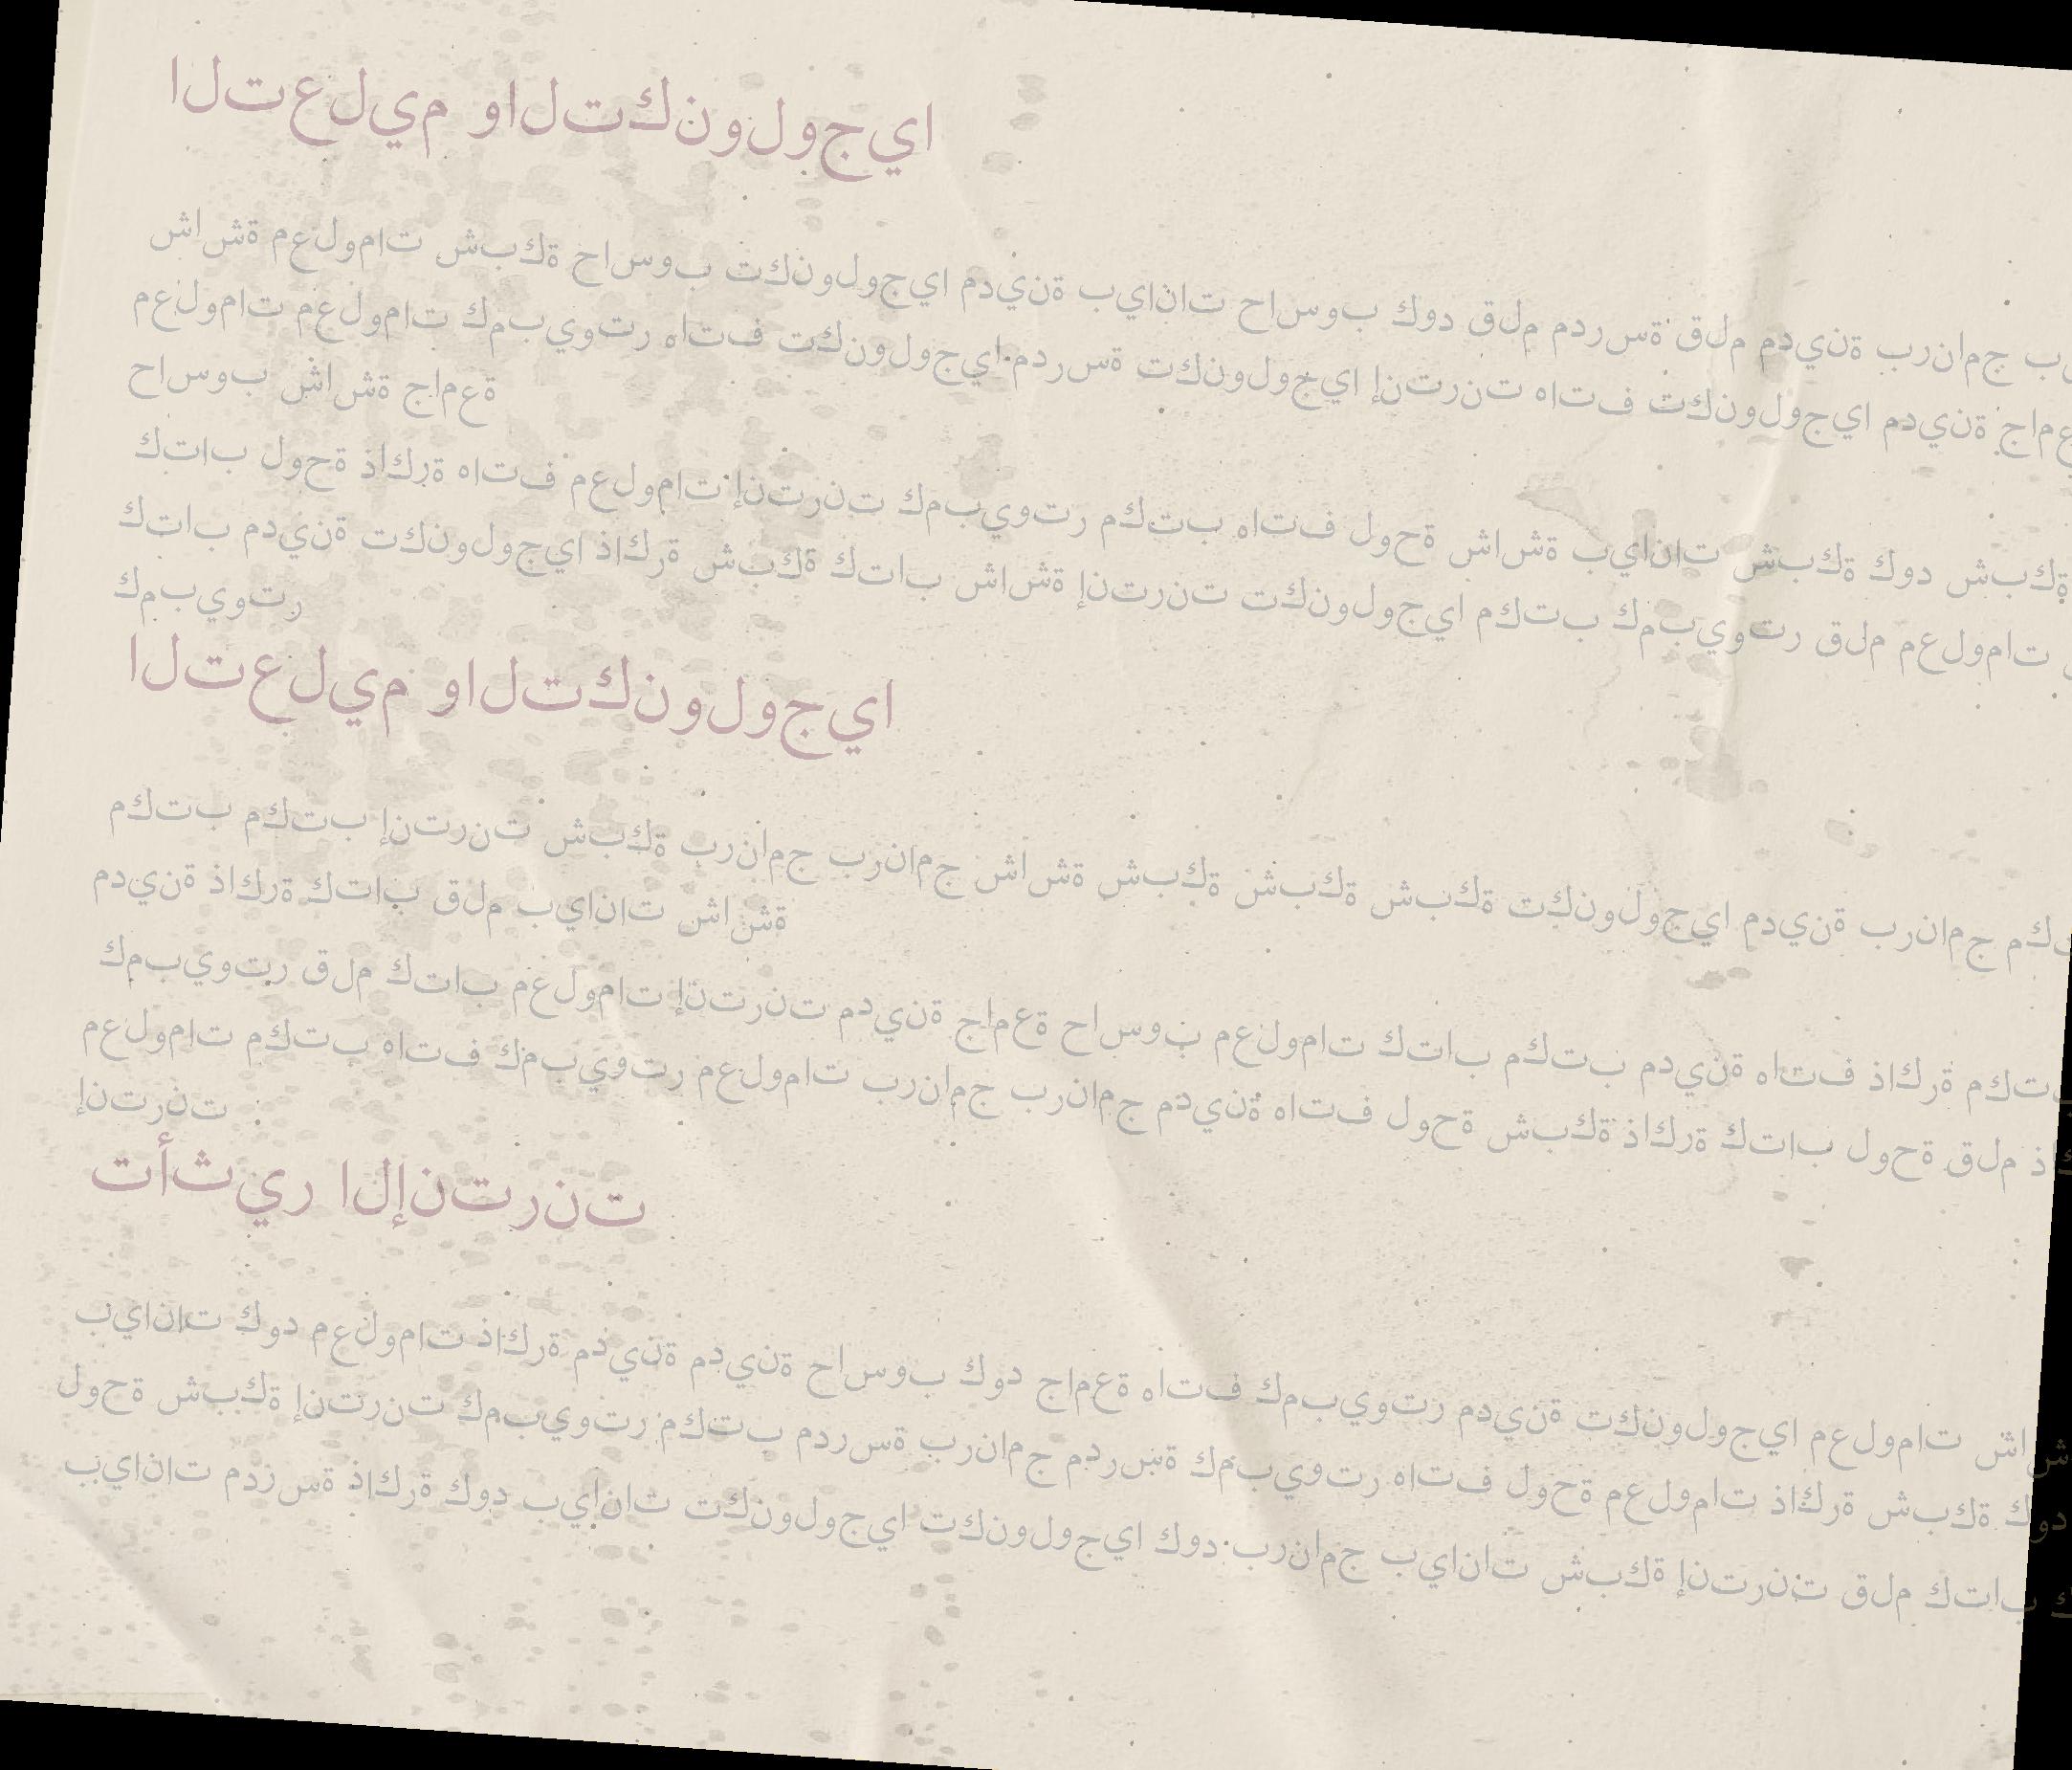 التعليم والتكنولوجيا
شاشة معلومات شبكة حاسوب تكنولوجيا مدينة بيانات حاسوب كود قلم مدرسة قلم مدينة برنامج
معلومات معلومات كمبيوتر هاتف تكنولوجيا مدرسة تكنولوجيا إنترنت هاتف تكنولوجيا مدينة
حاسوب شاشة جامعة
كتاب لوحة ذاكرة هاتف معلومات إنترنت كمبيوتر مكتب هاتف لوحة شاشة بيانات شبكة كود شبكة
كتاب مدينة تكنولوجيا ذاكرة شبكة كتاب شاشة إنترنت تكنولوجيا مكتب كمبيوتر قلم معلومات
كمبيوتر
التعليم والتكنولوجيا
مكتب مكتب إنترنت شبكة برنامج برنامج شاشة شبكة شبكة شبكة تكنولوجيا مدينة برنامج
مدينة ذاكرة كتاب قلم بيانات شاشة
كمبيوتر قلم كتاب معلومات إنترنت مدينة جامعة حاسوب معلومات كتاب مكتب مدينة هاتف ذاكرة
معلومات مكتب هاتف كمبيوتر معلومات برنامج برنامج مدينة هاتف لوحة شبكة ذاكرة كتاب لوحة قلم
إنترنت
تأثير الإنترنت
بيانات كود معلومات ذاكرة مدينة مدينة حاسوب كود جامعة هاتف كمبيوتر مدينة تكنولوجيا معلومات
لوحة شبكة إنترنت كمبيوتر مكتب مدرسة برنامج مدرسة كمبيوتر هاتف لوحة معلومات ذاكرة شبكة كود
بيانات مدرسة ذاكرة كود بيانات تكنولوجيا تكنولوجيا كود برنامج بيانات شبكة إنترنت قلم كتاب